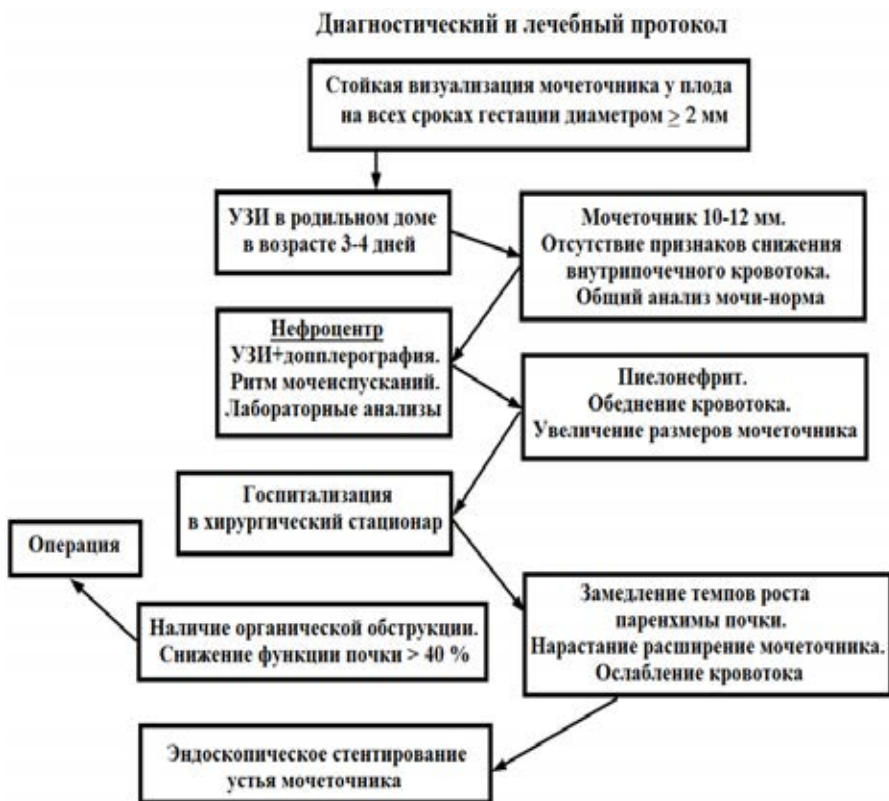 Диагностический и лечебный протокол
Стойкая визуализация мочеточника у плода
на всех сроках гестации диаметром ≥ 2 мм
УЗИ в родильном доме
в возрасте 3-4 дней
Мочеточник 10-12 мм.
Отсутствие признаков снижения
внутрипочечного кровотока.
Общий анализ мочи-норма
Нефроцентр
УЗИ+допплерография.
Ритм мочеиспусканий.
Лабораторные анализы
Пиелонефрит.
Обеднение кровотока.
Увеличение размеров мочеточника
Госпитализация
в хирургический стационар
Операция
Замедление темпов роста
паренхимы почки.
Нарастание расширение мочеточника.
Ослабление кровотока
Наличие органической обструкции.
Снижение функции почки > 40 %
Эндоскопическое стентирование
устья мочеточника